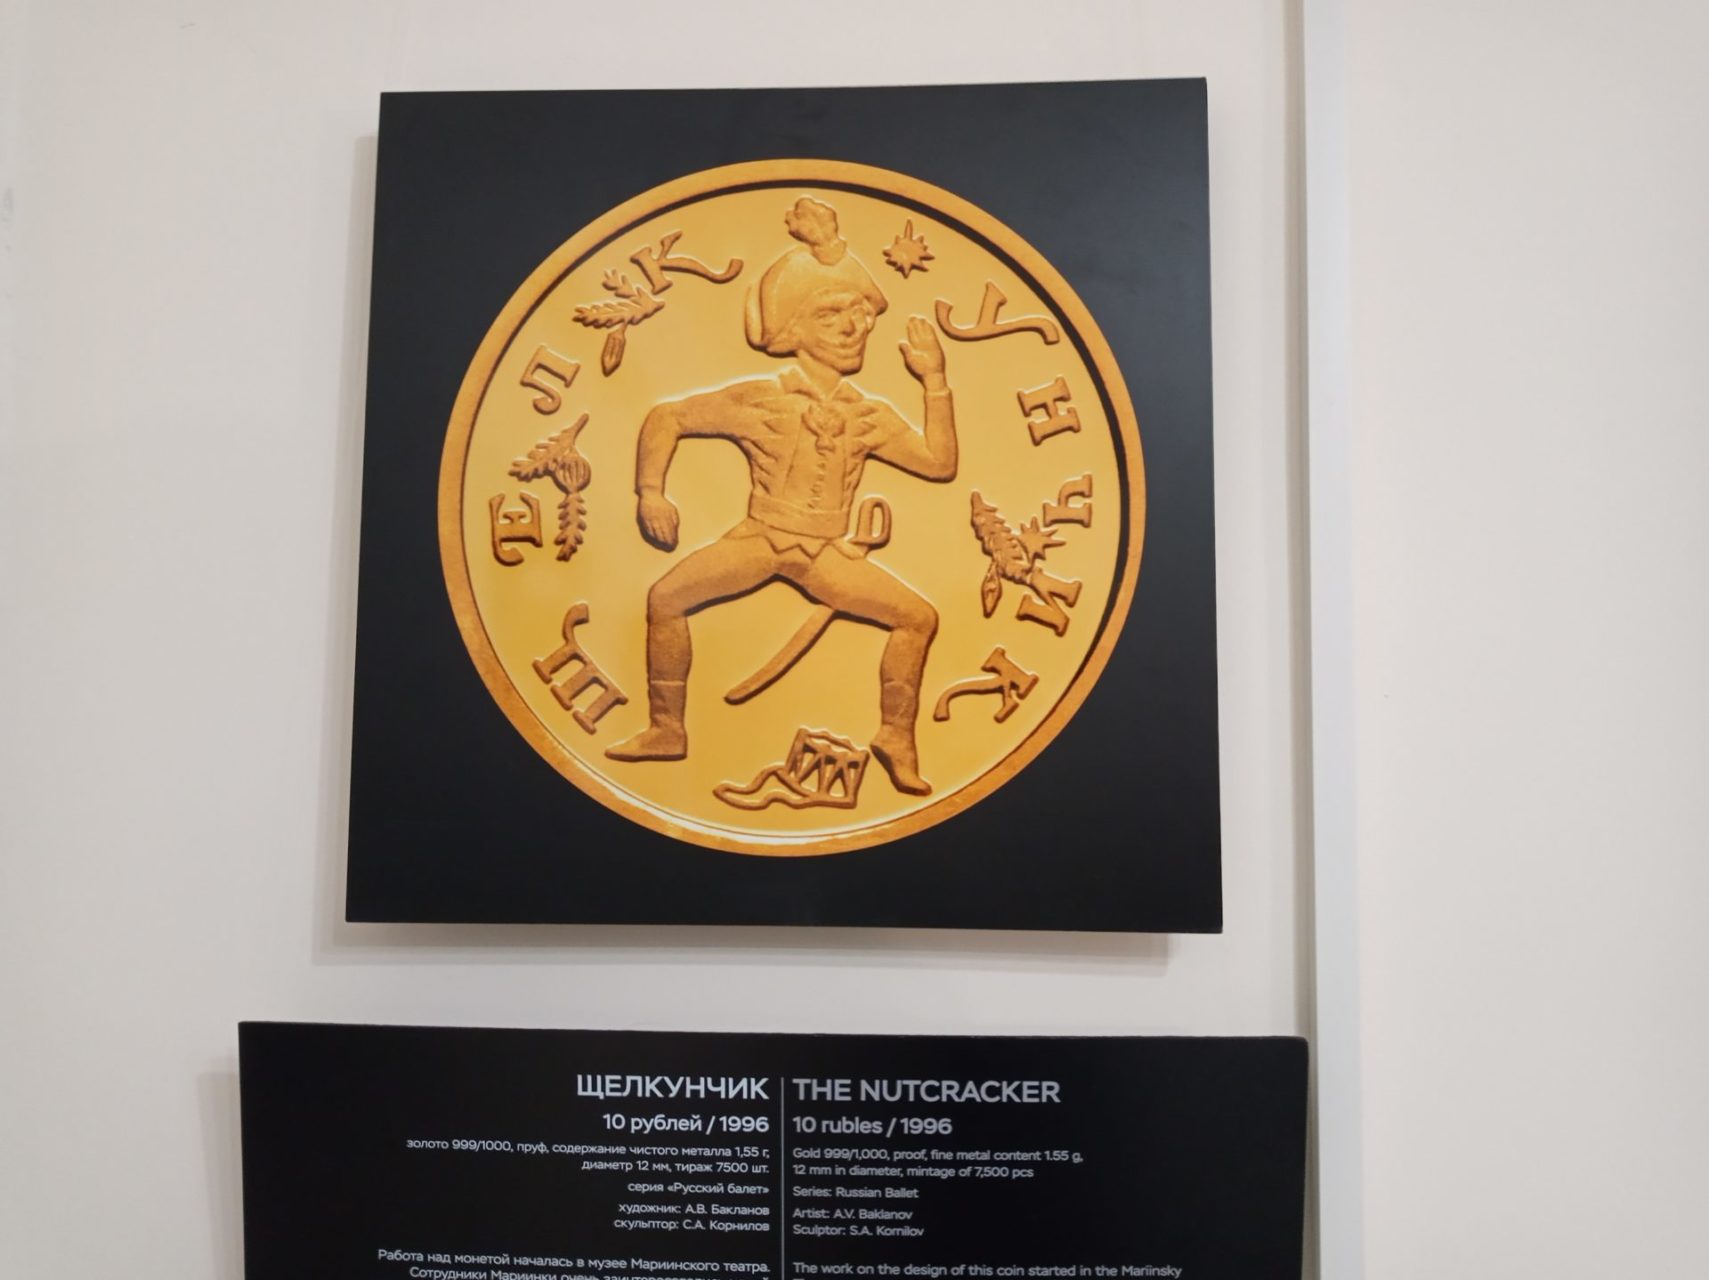 ЩЕЛКУНЧИК
ЩЕЛКУНЧИК
10 рублей / 1996
золото 999/1000, пруф, содержание чистого металла 1,55 г,
диаметр 12 мм, тираж 7500 шт.
серия «Русский балет»
художник: А.В. Бакланов
скульптор: С.А. Корнилов
Работа над монетой началась в музее Мариинского театра.
Сотрудники Мариинки очень
THE NUTCRACKER
10 rubles / 1996
Gold 999/1,000, proof, fine metal content 1.55 g,
12 mm in diameter, mintage of 7,500 pcs
Series: Russian Ballet
Artist: A.V. Baklanov
Sculptor: S.A. Kornilov
The work on the design of this coin started in the Mariinsky